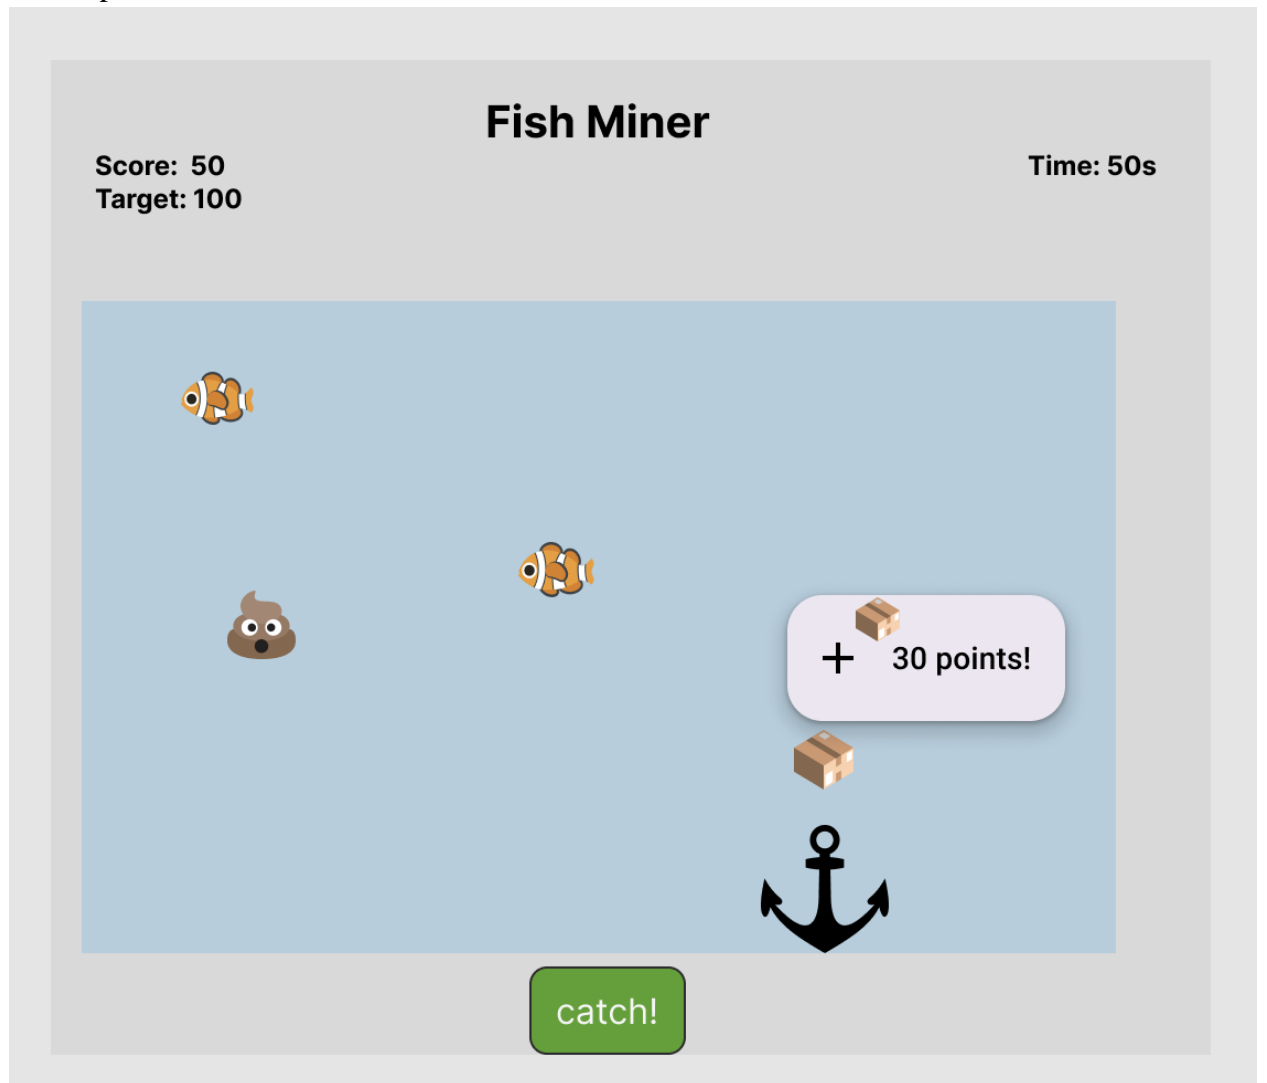 Fish Miner
Score: 50
Time: 50s
Target: 100
+ 30 points!
catch!